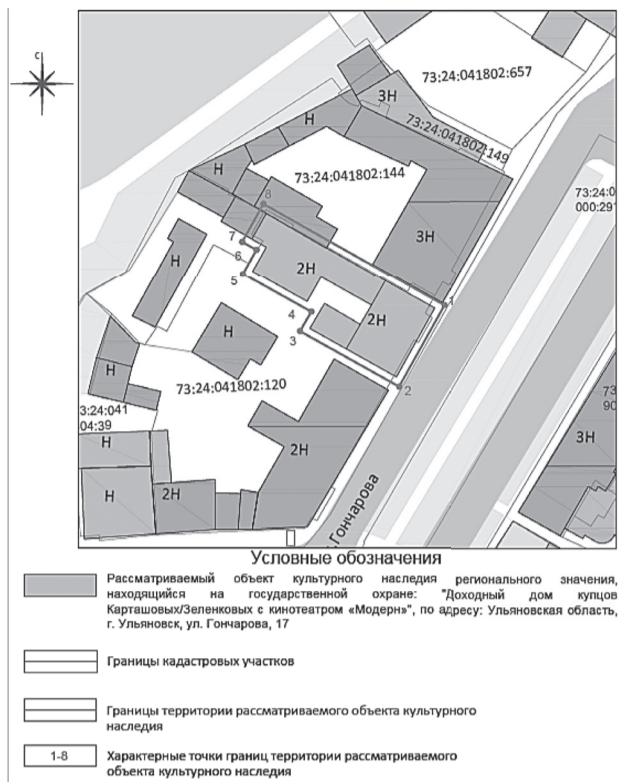 с
73:24:041802:657
3Н
Н
73:24:041802:149
Н
73:24:041802:144
73:24:0
000:29
8
7
3Н
6
Н
2Н
5
1
4
2Н
Н
3
Н
73:24:041802:120
2
73
90
3:24:041
04:39
3Н
Н
2Н
Н
2Н
.Гончарова
Условные обозначения
Рассматриваемый объект культурного наследия регионального значения,
находящийся на государственной охране: "Доходный дом купцов
Карташовых/Зеленковых с кинотеатром «Модерн»", по адресу: Ульяновская область,
г. Ульяновск, ул. Гончарова, 17
Границы кадастровых участков
Границы территории рассматриваемого объекта культурного
наследия
1-8
Характерные точки границ территории рассматриваемого
объекта культурного наследия